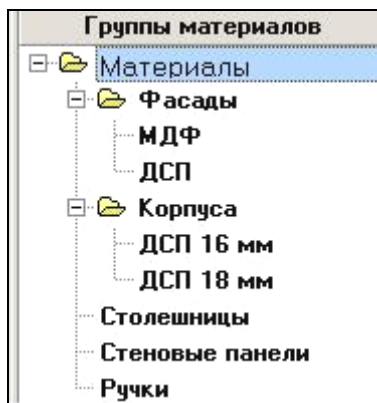 Группы материалов
Материалы
Фасады
МДФ
ДСП
Корпуса
ДСП 16 мм
ДСП 18 мм
Столешницы
Стеновые панели
Ручки